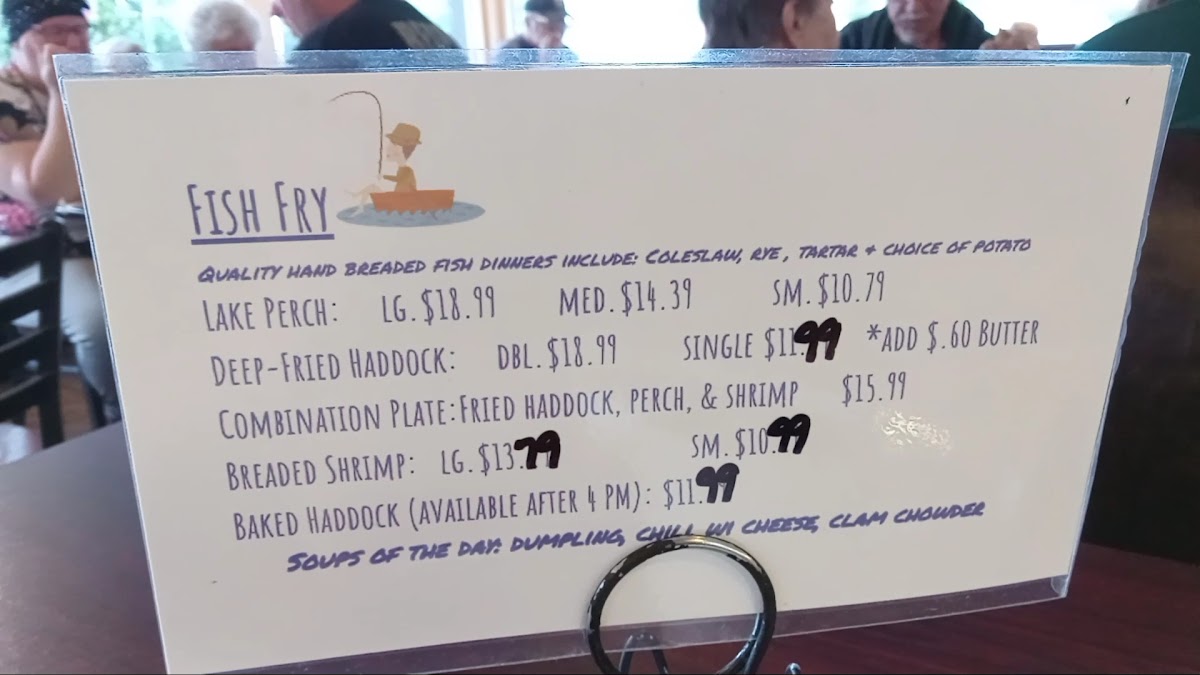 Fish Fry
Quality hand breaded fish dinners include: Coleslaw, rye, tartar & choice of potato
Lake Perch: LG. $18.99 MED. $14.39 SM. $10.79
Deep-Fried Haddock: DBL. $18.99 SINGLE $11.99 *ADD $.60 BUTTER
Combination Plate: Fried haddock, perch, & shrimp $15.99
Breaded Shrimp: LG. $13.79 SM. $10.99
Baked Haddock (available after 4 PM): $11.99
Soups of the day: dumpling, chili w/ cheese, clam chowder